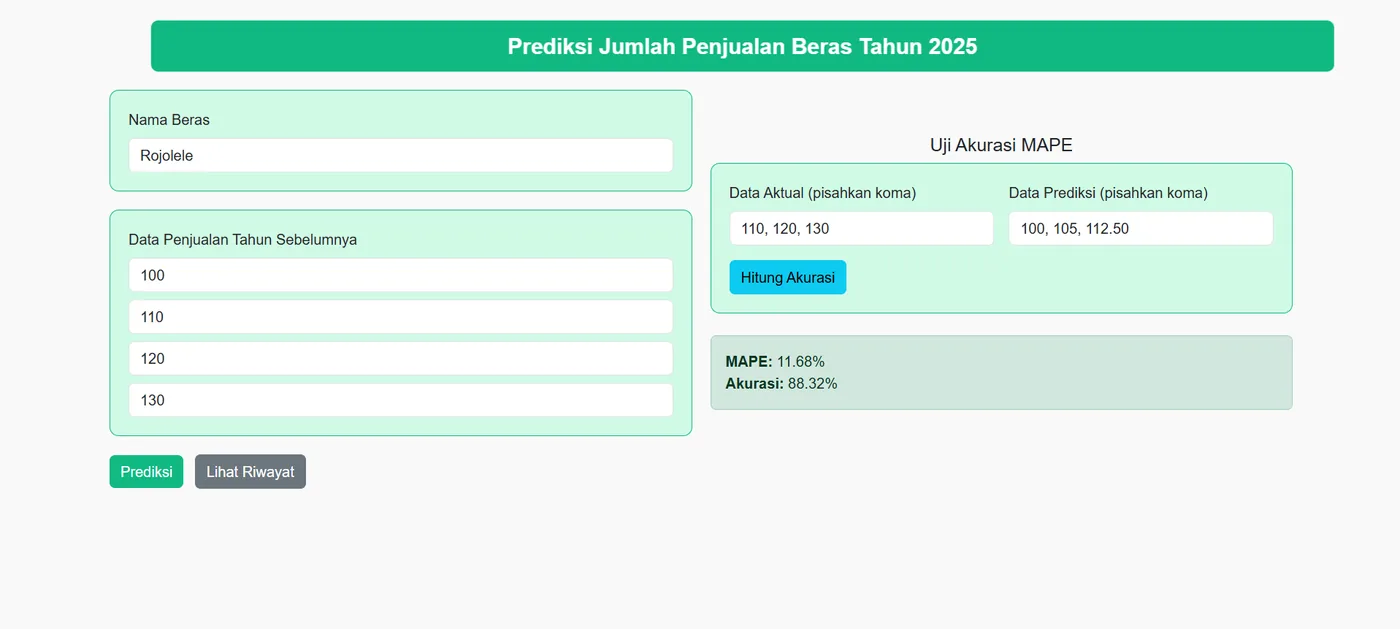 Prediksi Jumlah Penjualan Beras Tahun 2025
Nama Beras
Rojolele
Data Penjualan Tahun Sebelumnya
100
110
120
130
Prediksi
Lihat Riwayat
Uji Akurasi MAPE
Data Aktual (pisahkan koma)
110, 120, 130
Data Prediksi (pisahkan koma)
100, 105, 112.50
Hitung Akurasi
MAPE: 11.68%
Akurasi: 88.32%